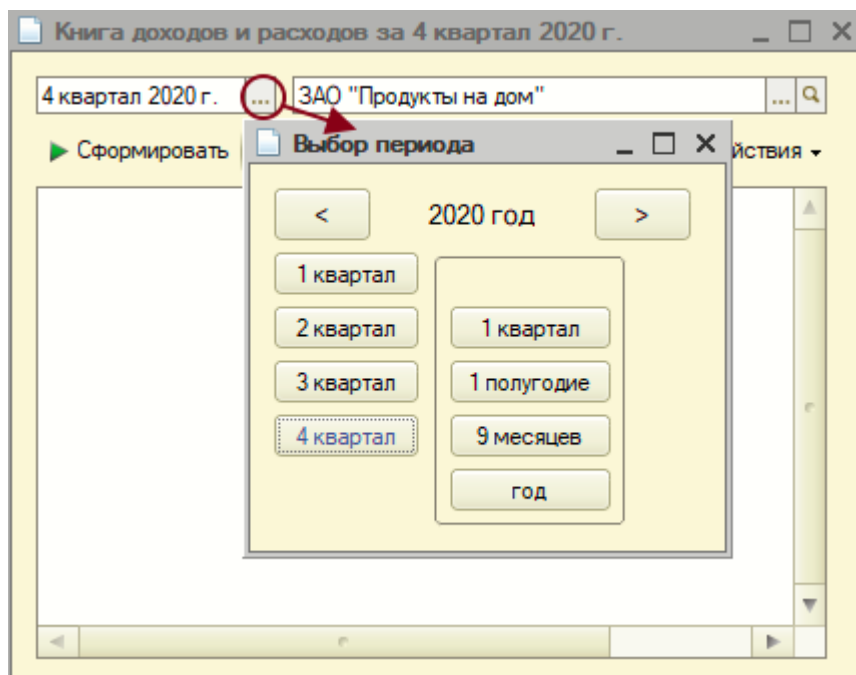 Книга доходов и расходов за 4 квартал 2020 г.
4 квартал 2020 г. ... ЗАО "Продукты на дом" ...
Сформировать
Выбор периода
йствия
< 2020 год >
1 квартал
2 квартал 1 квартал
3 квартал 1 полугодие
4 квартал 9 месяцев
год